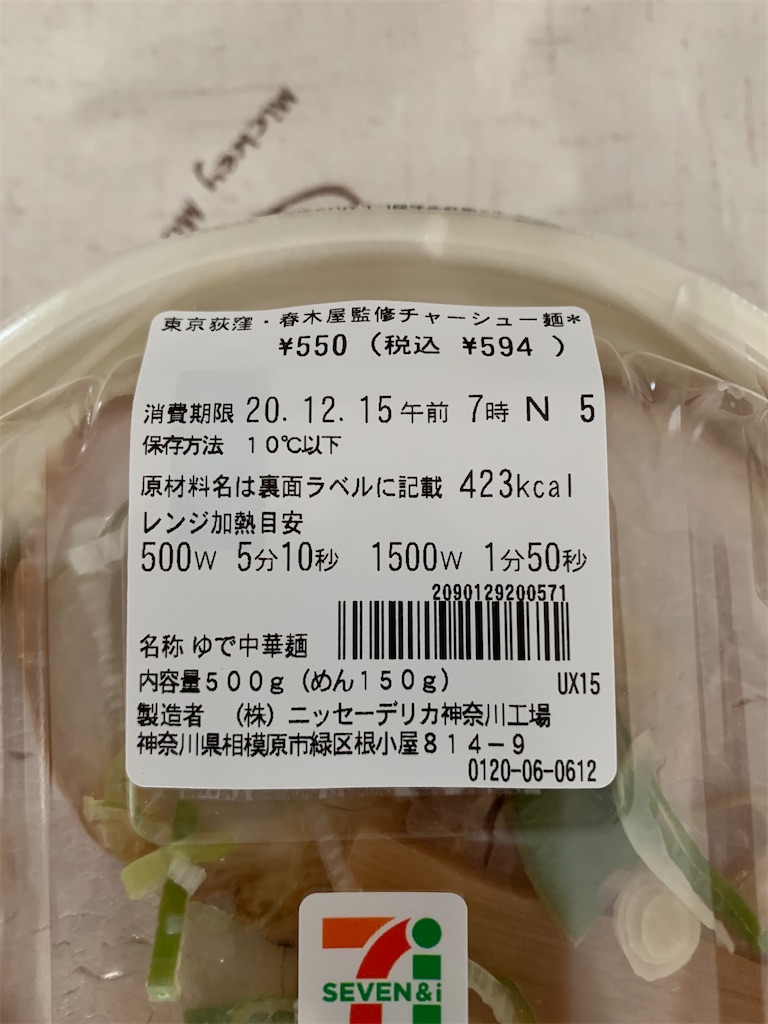 Mickey
東京荻窪・春木屋監修チャーシュー麺*
¥550 (税込 ¥594 )
消費期限 20.12.15午前 7時 N 5
保存方法 10℃以下
原材料名は裏面ラベルに記載 423kcal
レンジ加熱目安
500W 5分10秒 1500W 1分50秒
2090129200571
名称 ゆで中華麺
内容量500g(めん150g)
UX15
製造者 (株)ニッセーデリカ神奈川工場
神奈川県相模原市緑区根小屋814-9
0120-06-0612
7i
SEVEN&i